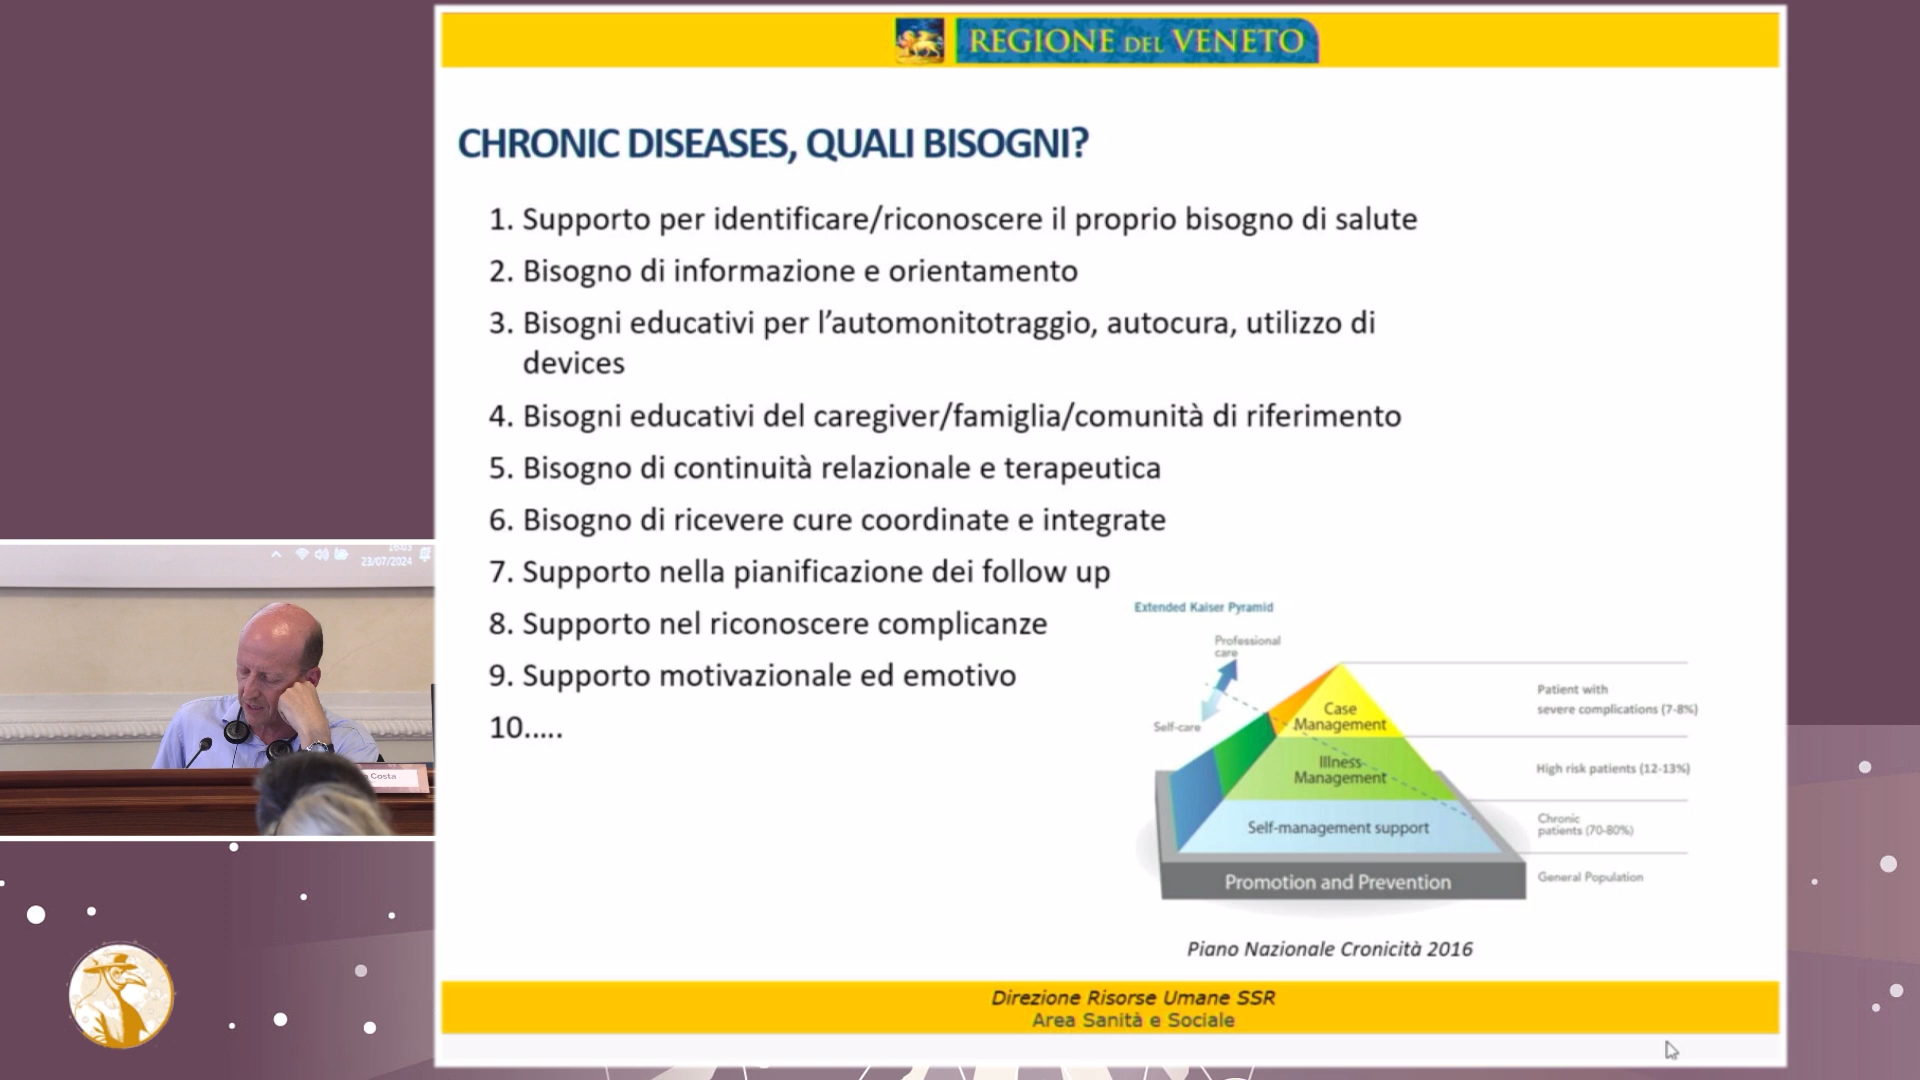 REGIONE DEL VENETO
CHRONIC DISEASES, QUALI BISOGNI?
1. Supporto per identificare/riconoscere il proprio bisogno di salute
2. Bisogno di informazione e orientamento
3. Bisogni educativi per l’automonitotraggio, autocura, utilizzo di
devices
4. Bisogni educativi del caregiver/famiglia/comunità di riferimento
5. Bisogno di continuità relazionale e terapeutica
6. Bisogno di ricevere cure coordinate e integrate
7. Supporto nella pianificazione dei follow up
8. Supporto nel riconoscere complicanze
9. Supporto motivazionale ed emotivo
10.....
Extended Kaiser Pyramid
Professional
care
Self-care
Case
Management
Illness
Management
Self-management support
Promotion and Prevention
Patient with
severe complications (7-8%)
High risk patients (12-13%)
Chronic
patients (70-80%)
General Population
Piano Nazionale Cronicità 2016
Direzione Risorse Umane SSR
Area Sanità e Sociale
23/07/2024
Costa